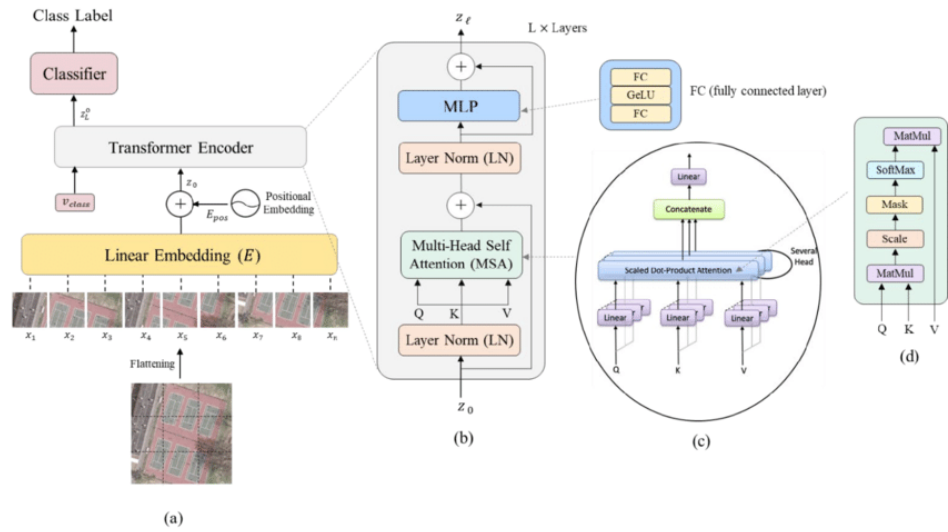 Class Label
Classifier
z_L^0
Transformer Encoder
v_class
z_0
+
E_pos
Positional
Embedding
Linear Embedding (E)
x_1 x_2 x_3 x_4 x_5 x_6 x_7 x_8 x_n
Flattening
(a)
z_ℓ
L × Layers
+
MLP
Layer Norm (LN)
+
Multi-Head Self
Attention (MSA)
Q K V
Layer Norm (LN)
z_0
(b)
FC
GeLU
FC
FC (fully connected layer)
Linear
Concatenate
Scaled Dot-Product Attention
Several
Head
Linear Linear Linear
Q K V
(c)
MatMul
SoftMax
Mask
Scale
MatMul
Q K V
(d)